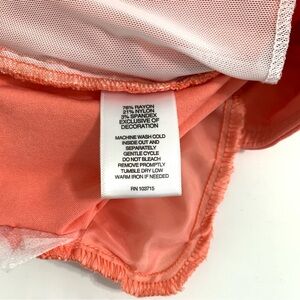 76% RAYON
21% NYLON
3% SPANDEX
EXCLUSIVE OF
DECORATION
MACHINE WASH COLD
INSIDE OUT AND
SEPARATELY
GENTLE CYCLE
DO NOT BLEACH
REMOVE PROMPTLY
TUMBLE DRY LOW
WARM IRON IF NEEDED
RN 103715